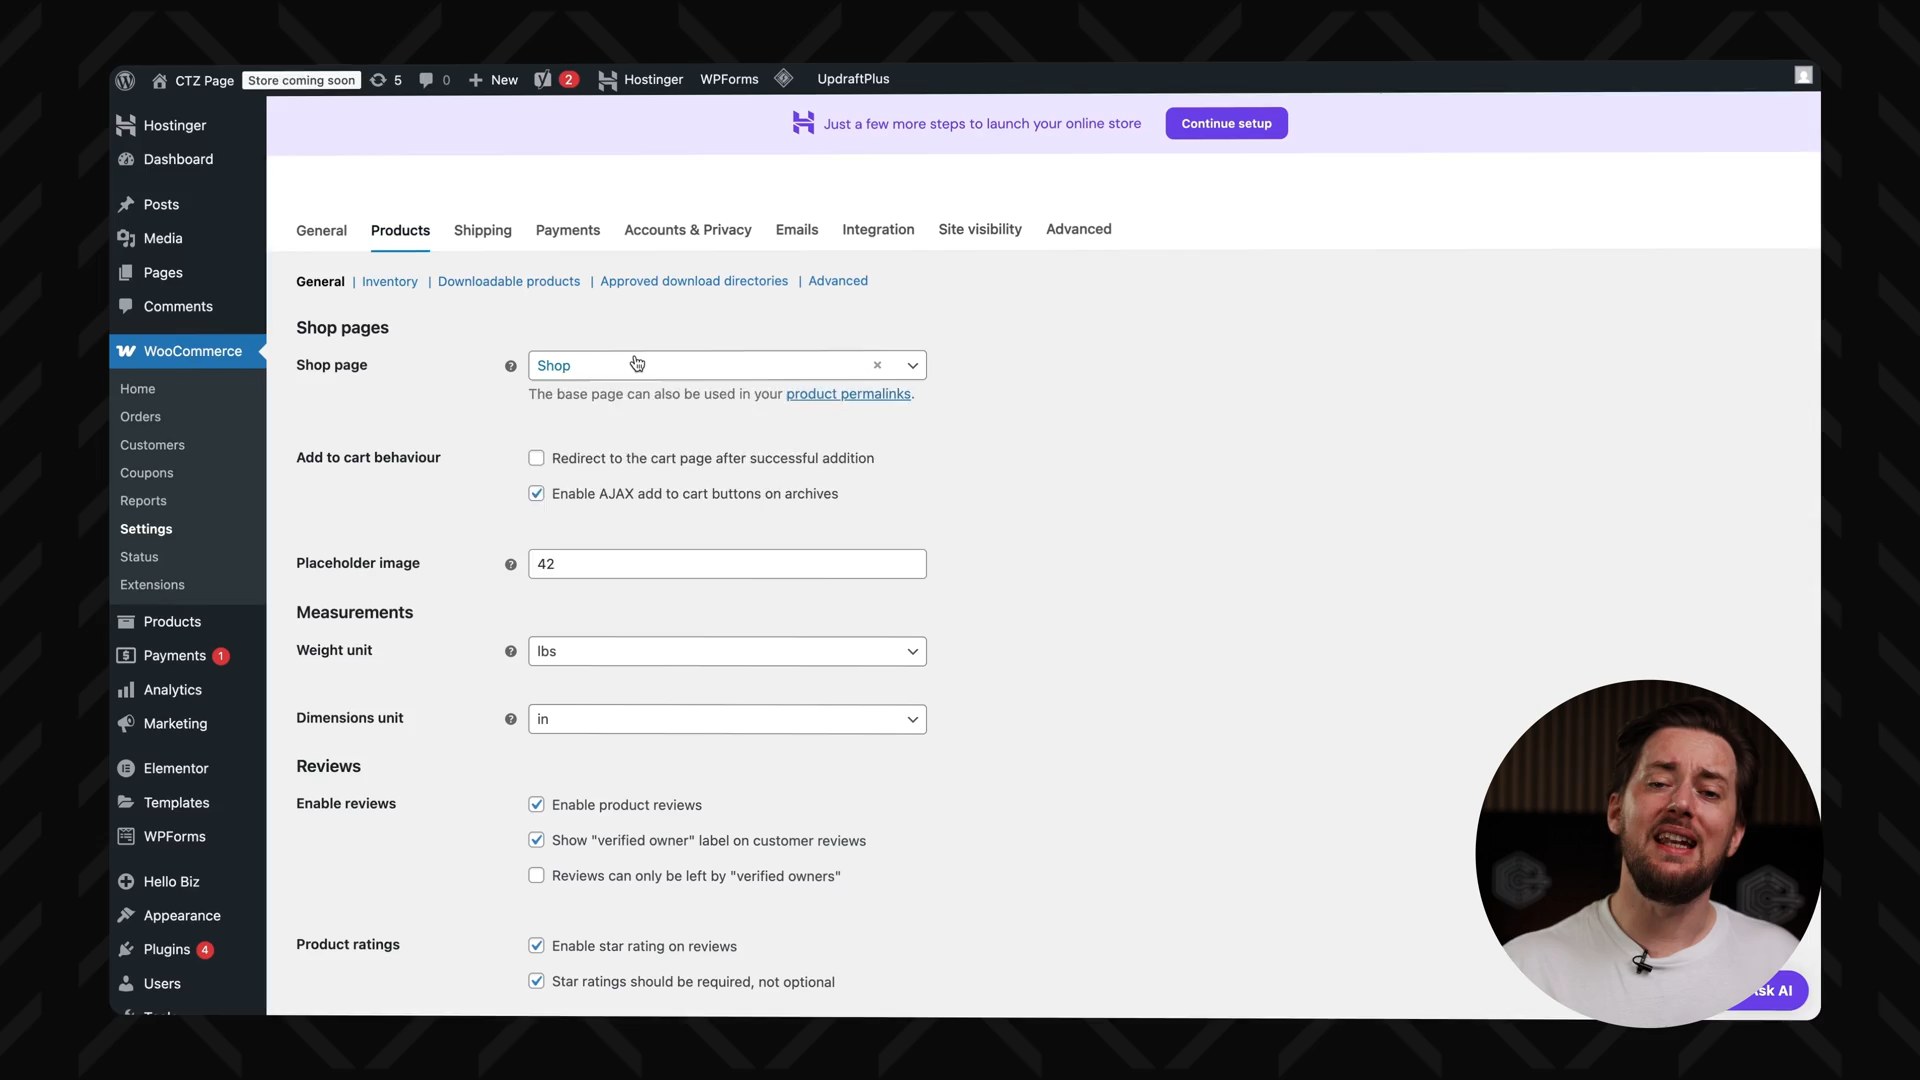 CTZ Page Store coming soon 5 0 New 2 Hostinger WPForms UpdraftPlus
Hostinger
Dashboard
Posts
Media
Pages
Comments
WooCommerce
Home
Orders
Customers
Coupons
Reports
Settings
Status
Extensions
Products
Payments 1
Analytics
Marketing
Elementor
Templates
WPForms
Hello Biz
Appearance
Plugins 4
Users
Just a few more steps to launch your online store Continue setup
General Products Shipping Payments Accounts & Privacy Emails Integration Site visibility Advanced
General | Inventory | Downloadable products | Approved download directories | Advanced
Shop pages
Shop page ? Shop ×
The base page can also be used in your product permalinks.
Add to cart behaviour Redirect to the cart page after successful addition
Enable AJAX add to cart buttons on archives
Placeholder image ? 42
Measurements
Weight unit ? lbs
Dimensions unit ? in
Reviews
Enable reviews Enable product reviews
Show "verified owner" label on customer reviews
Reviews can only be left by "verified owners"
Product ratings Enable star rating on reviews
Star ratings should be required, not optional
AI